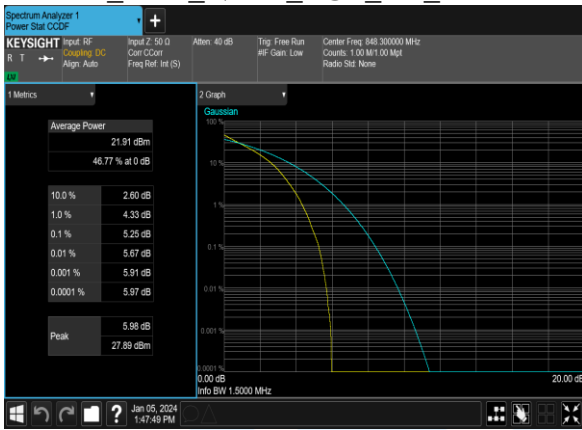 Spectrum Analyzer 1
Power Stat CCDF
KEYSIGHT
R T
LVI
Input: RF
Coupling: DC
Align: Auto
Input Z: 50 Ω
Corr CCorr
Freq Ref: Int (S)
Atten: 40 dB
Trig: Free Run
#IF Gain: Low
Center Freq: 848.300000 MHz
Counts: 1.00 M/1.00 Mpt
Radio Std: None
1 Metrics
Average Power
21.91 dBm
46.77 % at 0 dB
10.0 % 2.60 dB
1.0 % 4.33 dB
0.1 % 5.25 dB
0.01 % 5.67 dB
0.001 % 5.91 dB
0.0001 % 5.97 dB
Peak
5.98 dB
27.89 dBm
2 Graph
Gaussian
100 %
10 %
1 %
0.1 %
0.01 %
0.001 %
0.0001 %
0.00 dB
20.00 dB
Info BW 1.5000 MHz
Jan 05, 2024
1:47:49 PM